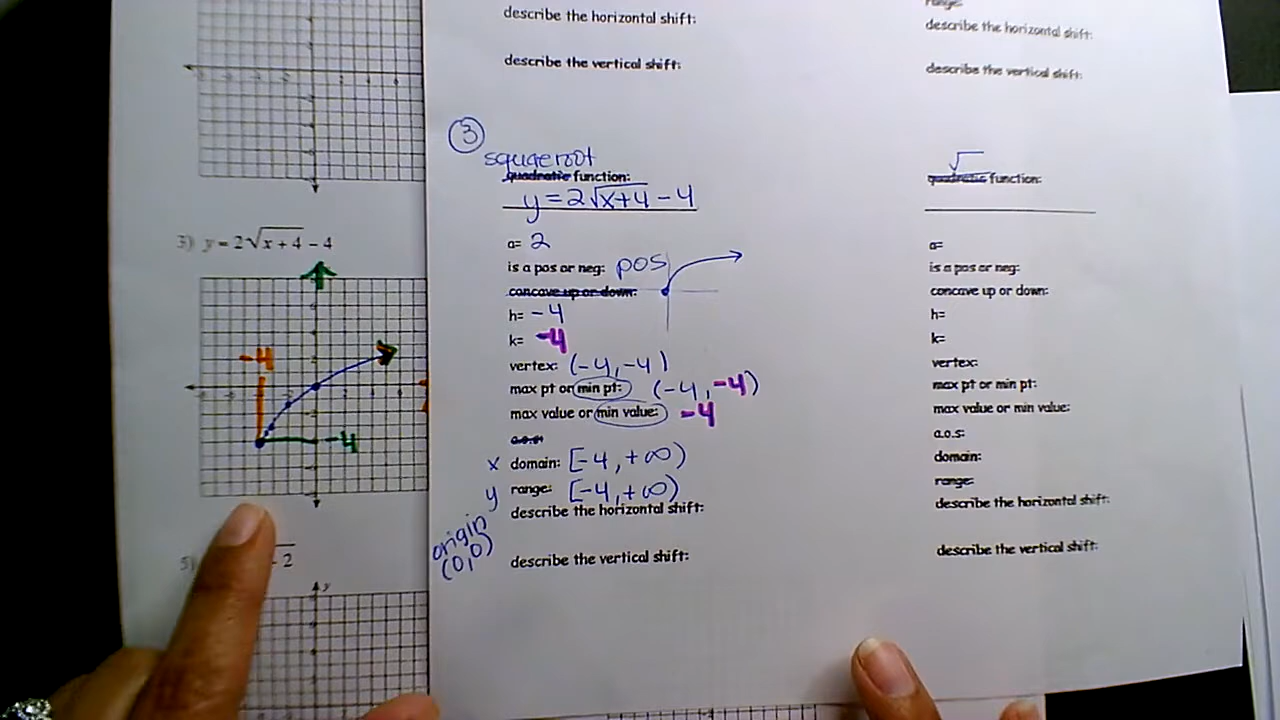 describe the horizontal shift:
describe the vertical shift:
range:
describe the horizontal shift:
describe the vertical shift:
3) y = 2√x + 4 - 4
-4
-4
5)
- 2
y
③
squae root
quadratic function:
y = 2√x+4 - 4
a= 2
is a pos or neg: pos
concave up or down:
h= -4
k= -4
vertex: (-4,-4)
max pt or min pt: (-4,-4)
max value or min value: -4
a.o.s:
x domain: [-4, +∞)
y range: [-4, +∞)
origin
(0,0)
describe the horizontal shift:
describe the vertical shift:
√
quadratic function:
a=
is a pos or neg:
concave up or down:
h=
k=
vertex:
max pt or min pt:
max value or min value:
a.o.s:
domain:
range:
describe the horizontal shift:
describe the vertical shift: